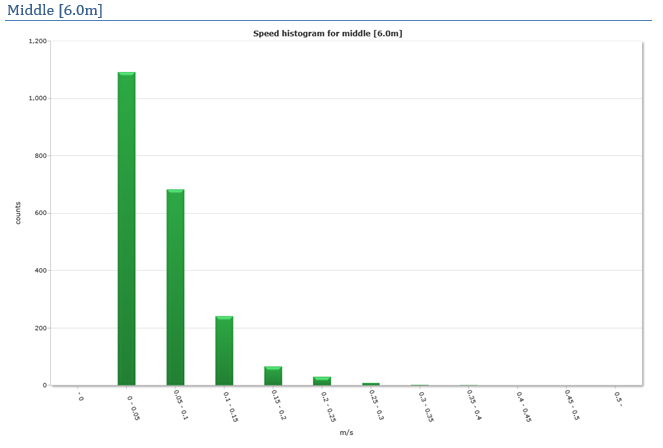 Middle [6.0m]
Speed histogram for middle [6.0m]
1,200
1,000
800
600
400
200
0
counts
- 0
0 - 0.05
0.05 - 0.1
0.1 - 0.15
0.15 - 0.2
0.2 - 0.25
0.25 - 0.3
0.3 - 0.35
0.35 - 0.4
0.4 - 0.45
0.45 - 0.5
0.5 -
m/s